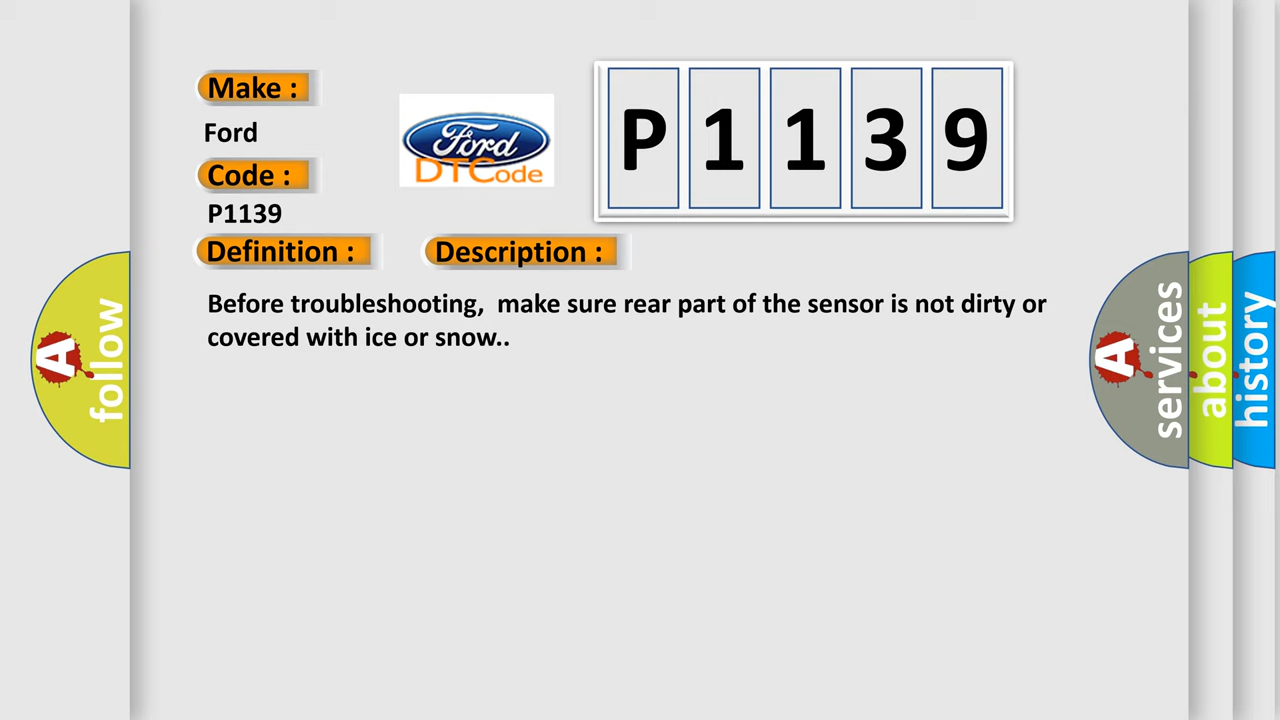 Make :
Ford
Code :
P1139
Ford
DTCode
P 1 1 3 9
Definition :
Description :
Before troubleshooting,  make sure rear part of the sensor is not dirty or
covered with ice or snow..
A
follow
A
services
about
history